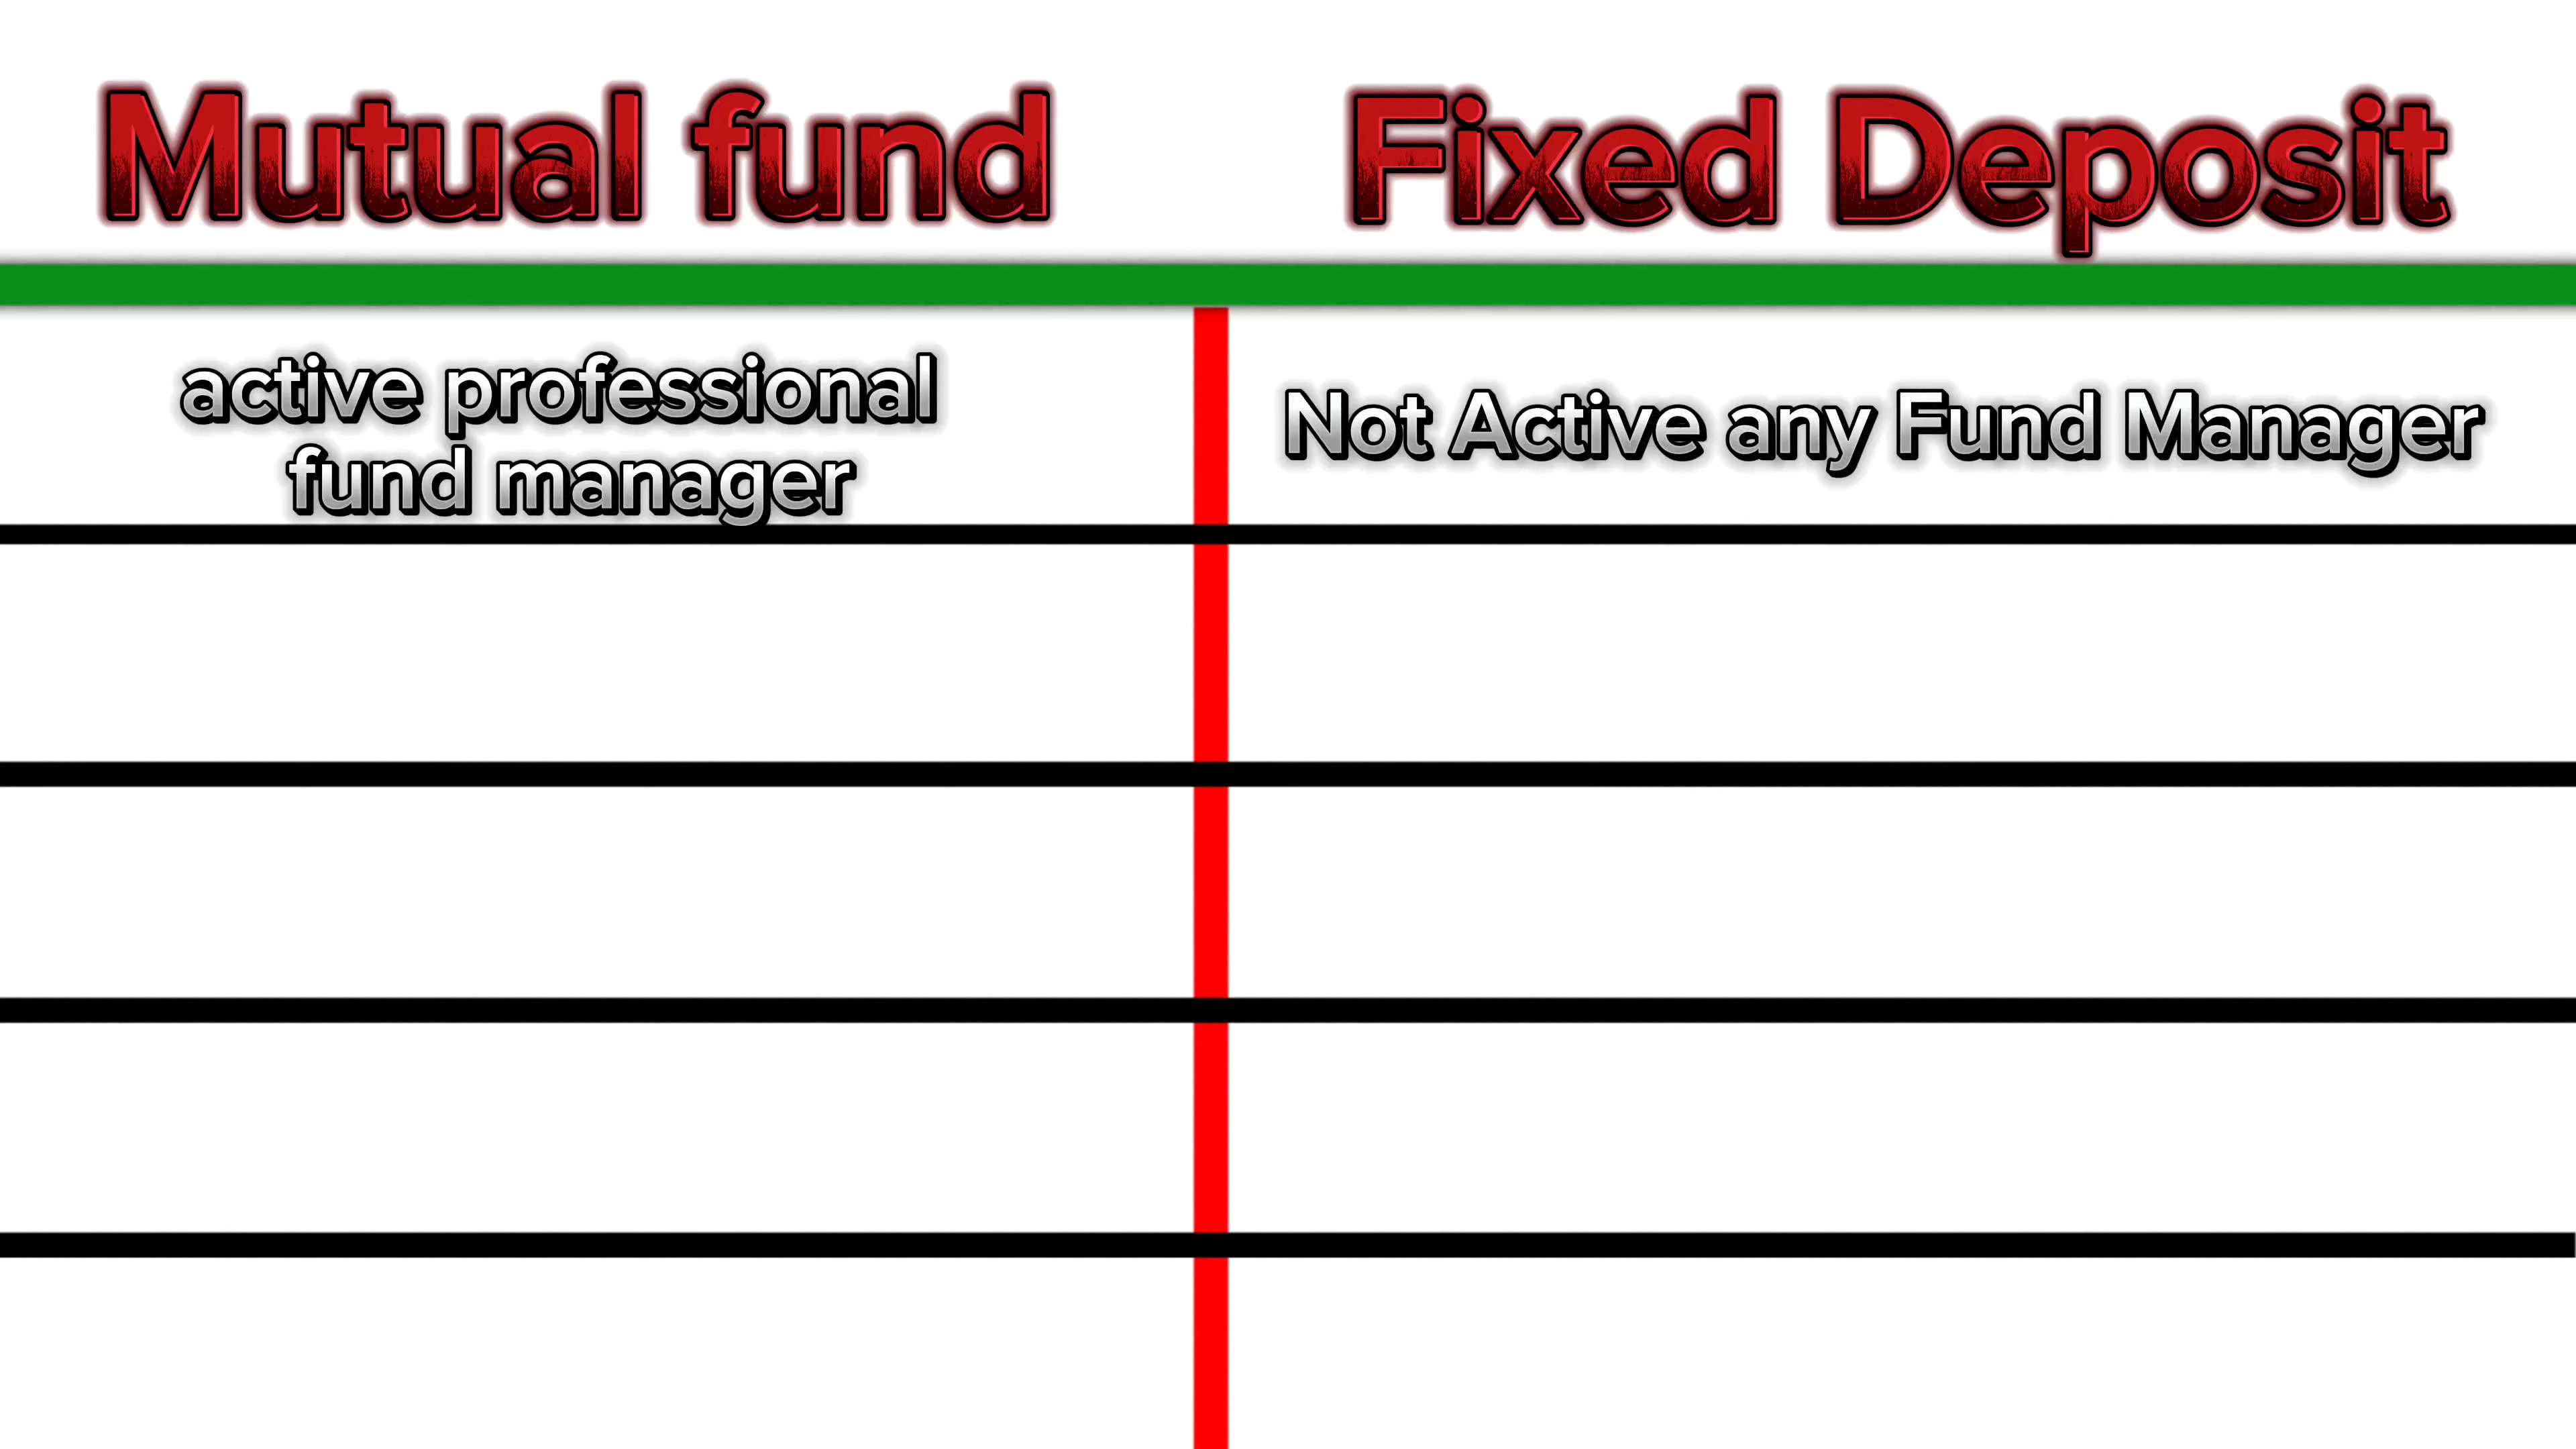 Mutual fund
Fixed Deposit
active professional
fund manager
Not Active any Fund Manager